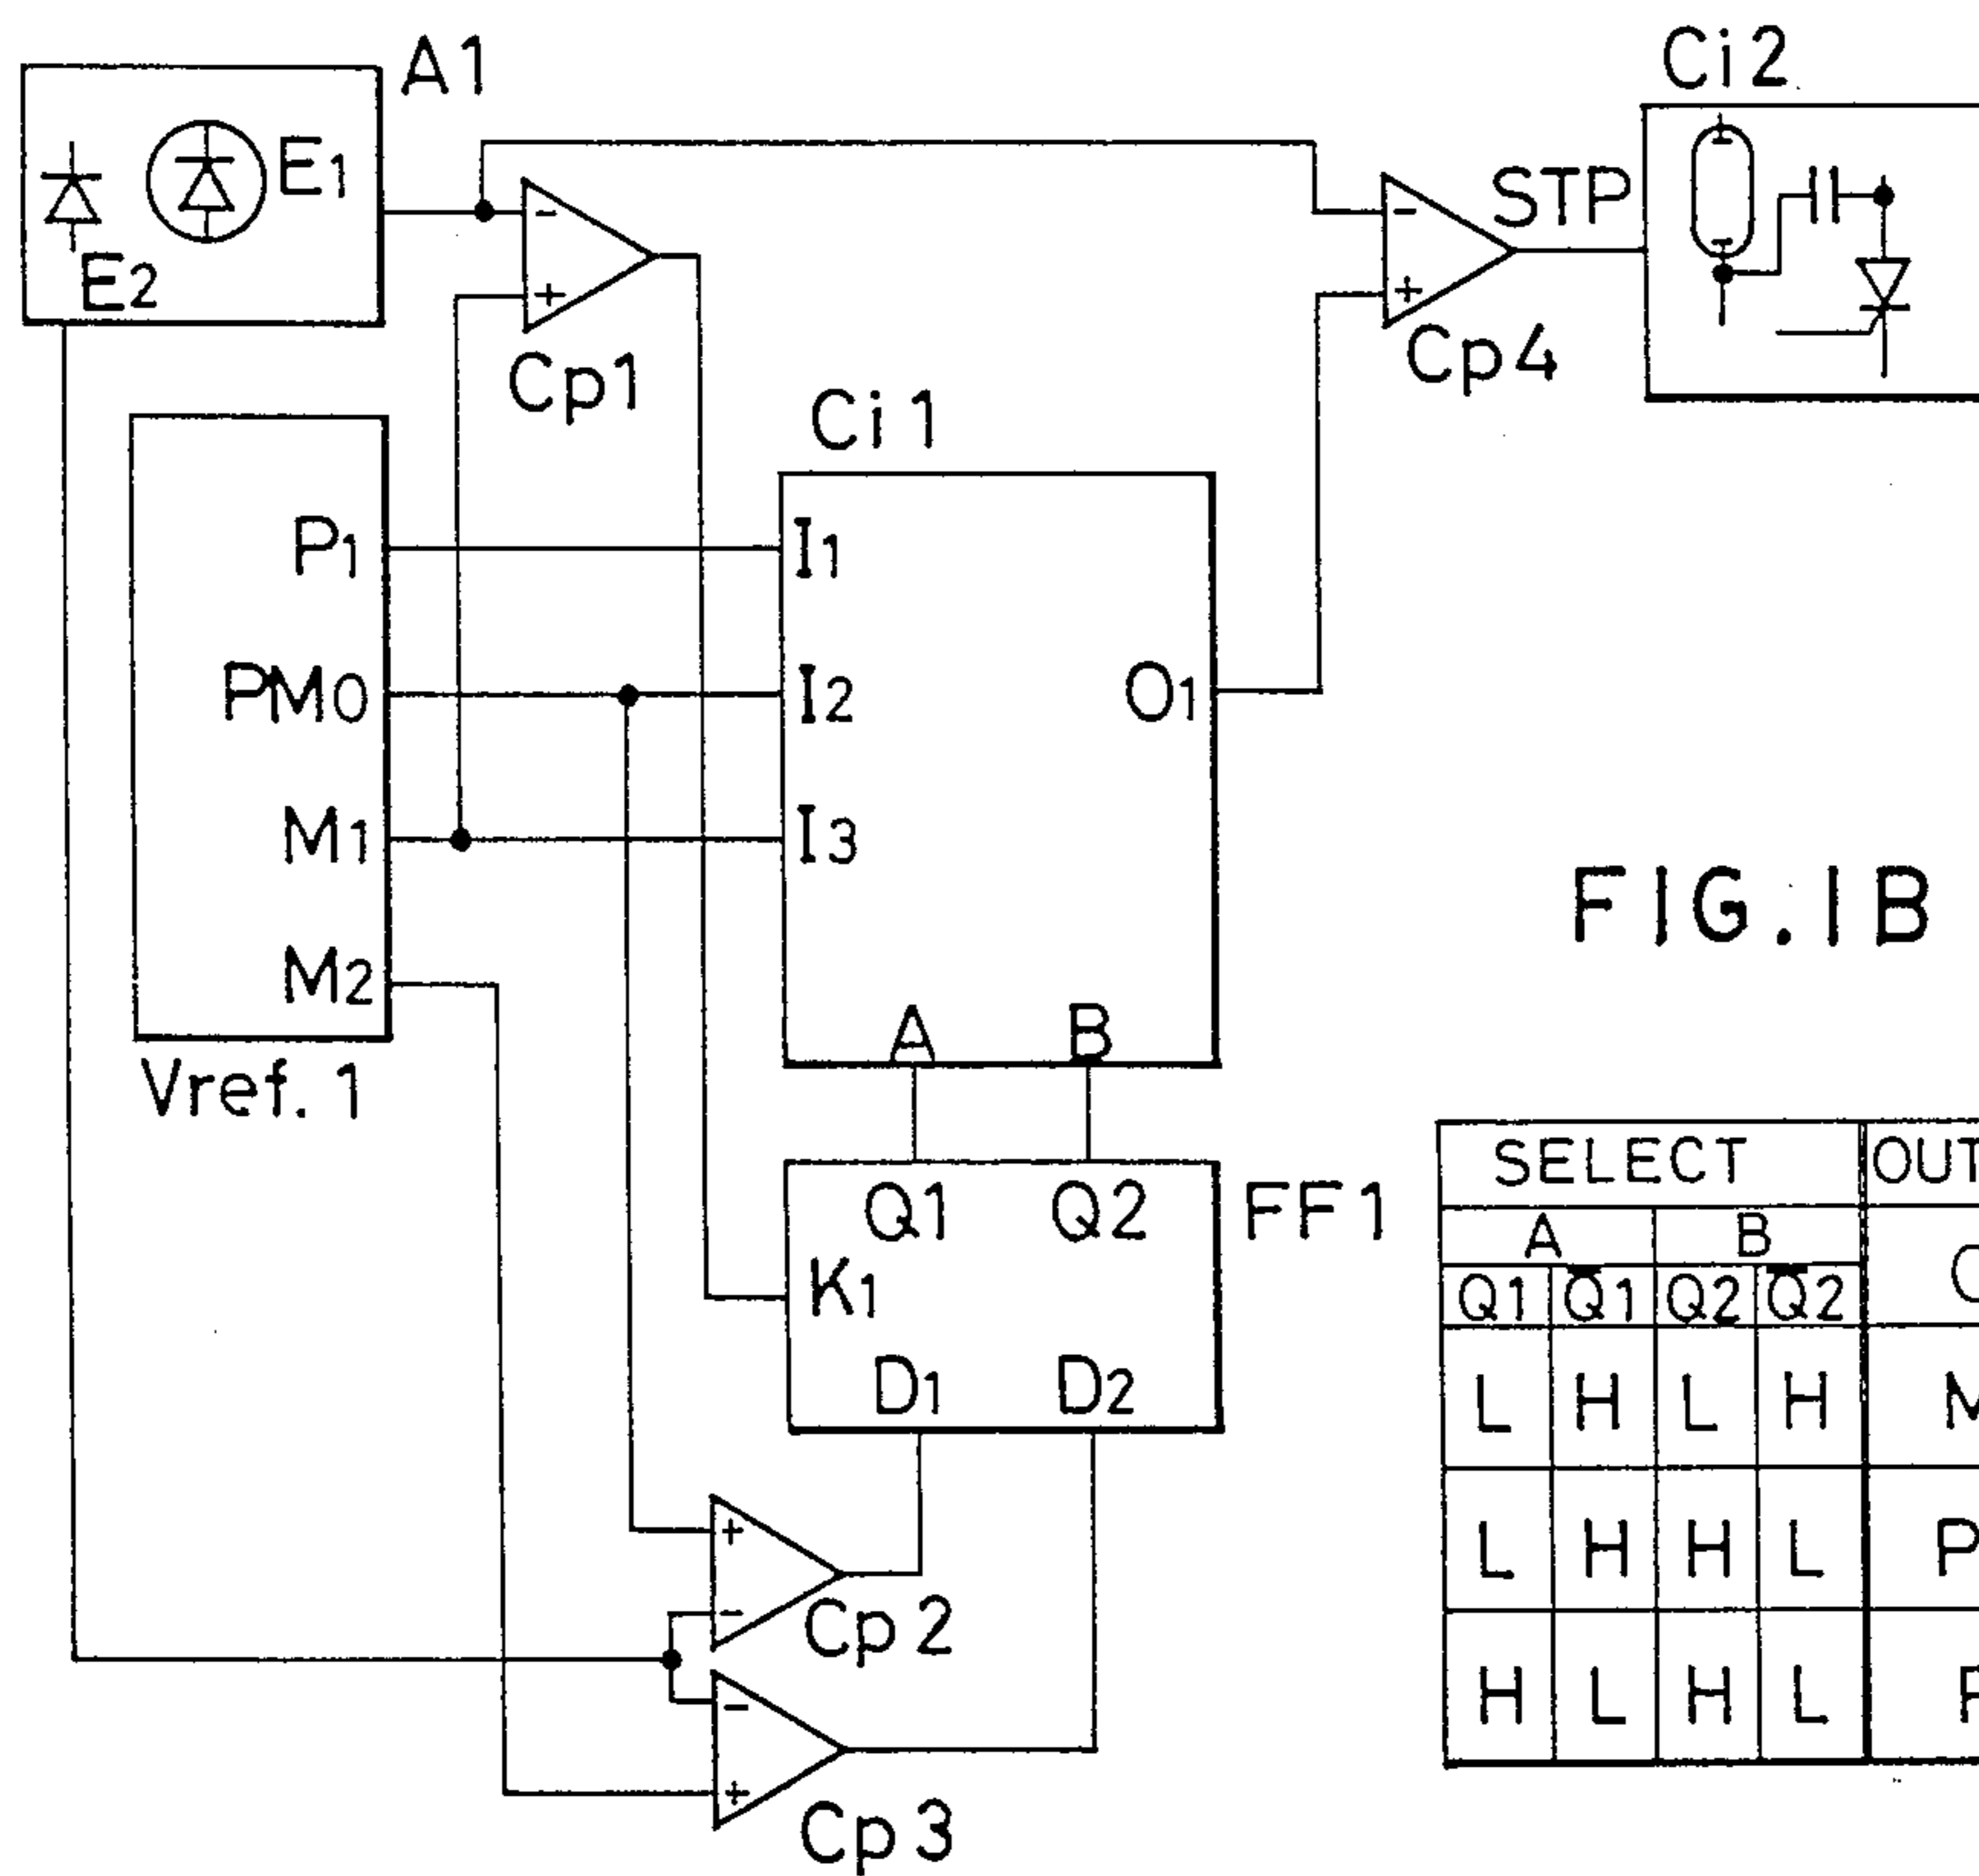 A1
Ci2
E1
E2
-
+
Cp1
STP
-
+
Cp4
Ci1
P1
I1
PM0
I2
O1
M1
I3
M2
A
B
Vref.1
FIG.1B
Q1
Q2
FF1
K1
D1
D2
+
-
Cp2
-
+
Cp3
SELECT
A B
Q1 Q̅1 Q2 Q̅2
L H L H
L H H L
H L H L